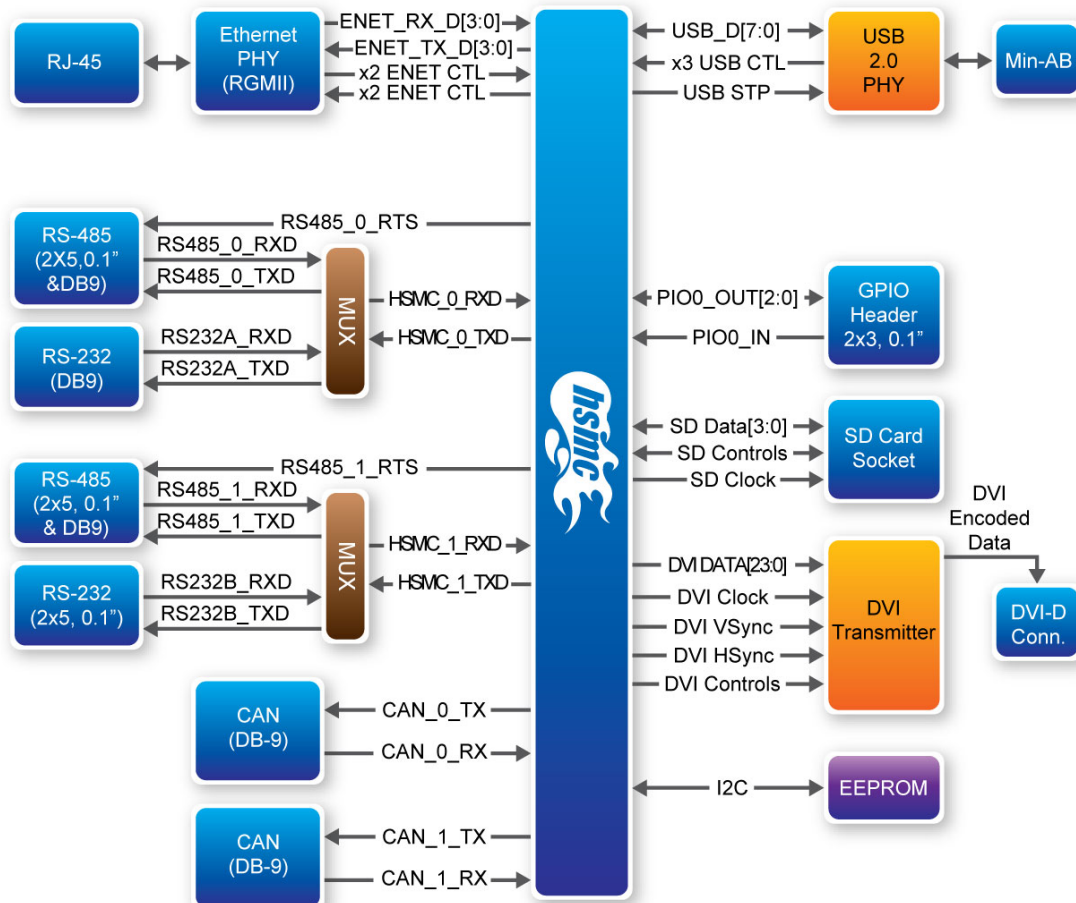 RJ-45
Ethernet
PHY
(RGMII)
ENET_RX_D[3:0]
ENET_TX_D[3:0]
x2 ENET CTL
x2 ENET CTL
USB_D[7:0]
x3 USB CTL
USB STP
USB
2.0
PHY
Min-AB
RS-485
(2X5,0.1”
&DB9)
RS485_0_RTS
RS485_0_RXD
RS485_0_TXD
RS-232
(DB9)
RS232A_RXD
RS232A_TXD
MUX
HSMC_0_RXD
HSMC_0_TXD
RS-485
(2x5, 0.1”
& DB9)
RS485_1_RTS
RS485_1_RXD
RS485_1_TXD
RS-232
(2x5, 0.1”)
RS232B_RXD
RS232B_TXD
MUX
HSMC_1_RXD
HSMC_1_TXD
CAN
(DB-9)
CAN_0_TX
CAN_0_RX
CAN
(DB-9)
CAN_1_TX
CAN_1_RX
hsmc
PIO0_OUT[2:0]
PIO0_IN
GPIO
Header
2x3, 0.1”
SD Data[3:0]
SD Controls
SD Clock
SD Card
Socket
DVI DATA[23:0]
DVI Clock
DVI VSync
DVI HSync
DVI Controls
DVI
Transmitter
DVI
Encoded
Data
DVI-D
Conn.
I2C
EEPROM